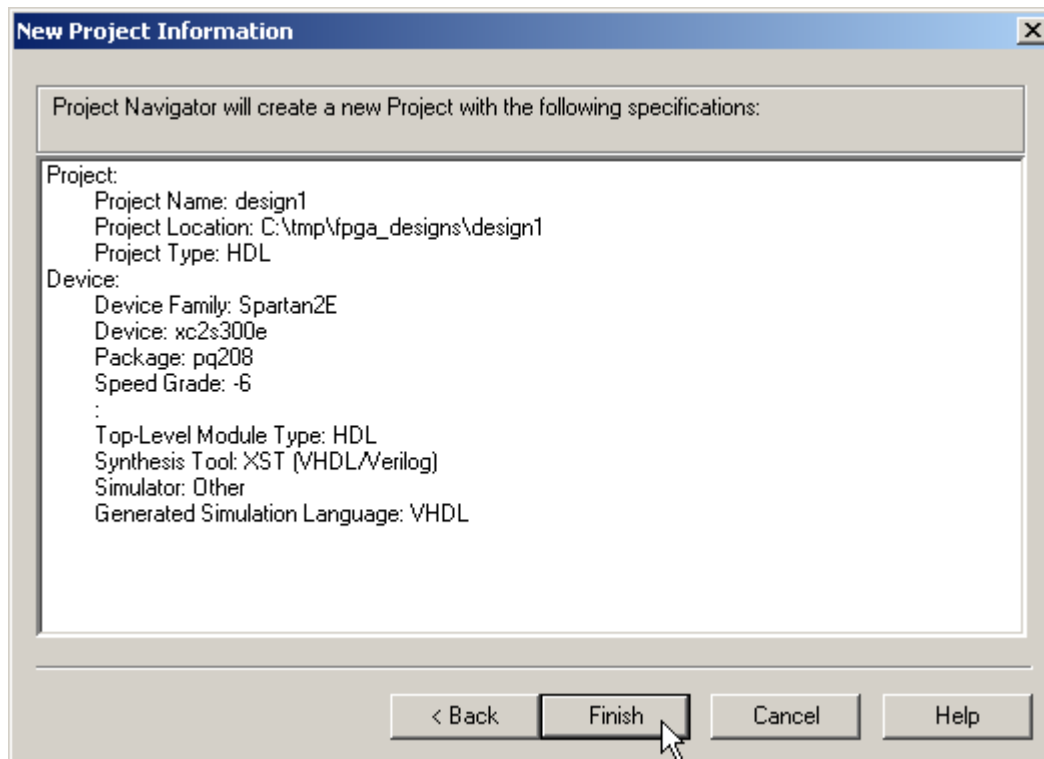 New Project Information
Project Navigator will create a new Project with the following specifications:
Project:
Project Name: design1
Project Location: C:\tmp\fpga_designs\design1
Project Type: HDL
Device:
Device Family: Spartan2E
Device: xc2s300e
Package: pq208
Speed Grade: -6
:
Top-Level Module Type: HDL
Synthesis Tool: XST (VHDL/Verilog)
Simulator: Other
Generated Simulation Language: VHDL
< Back Finish Cancel Help